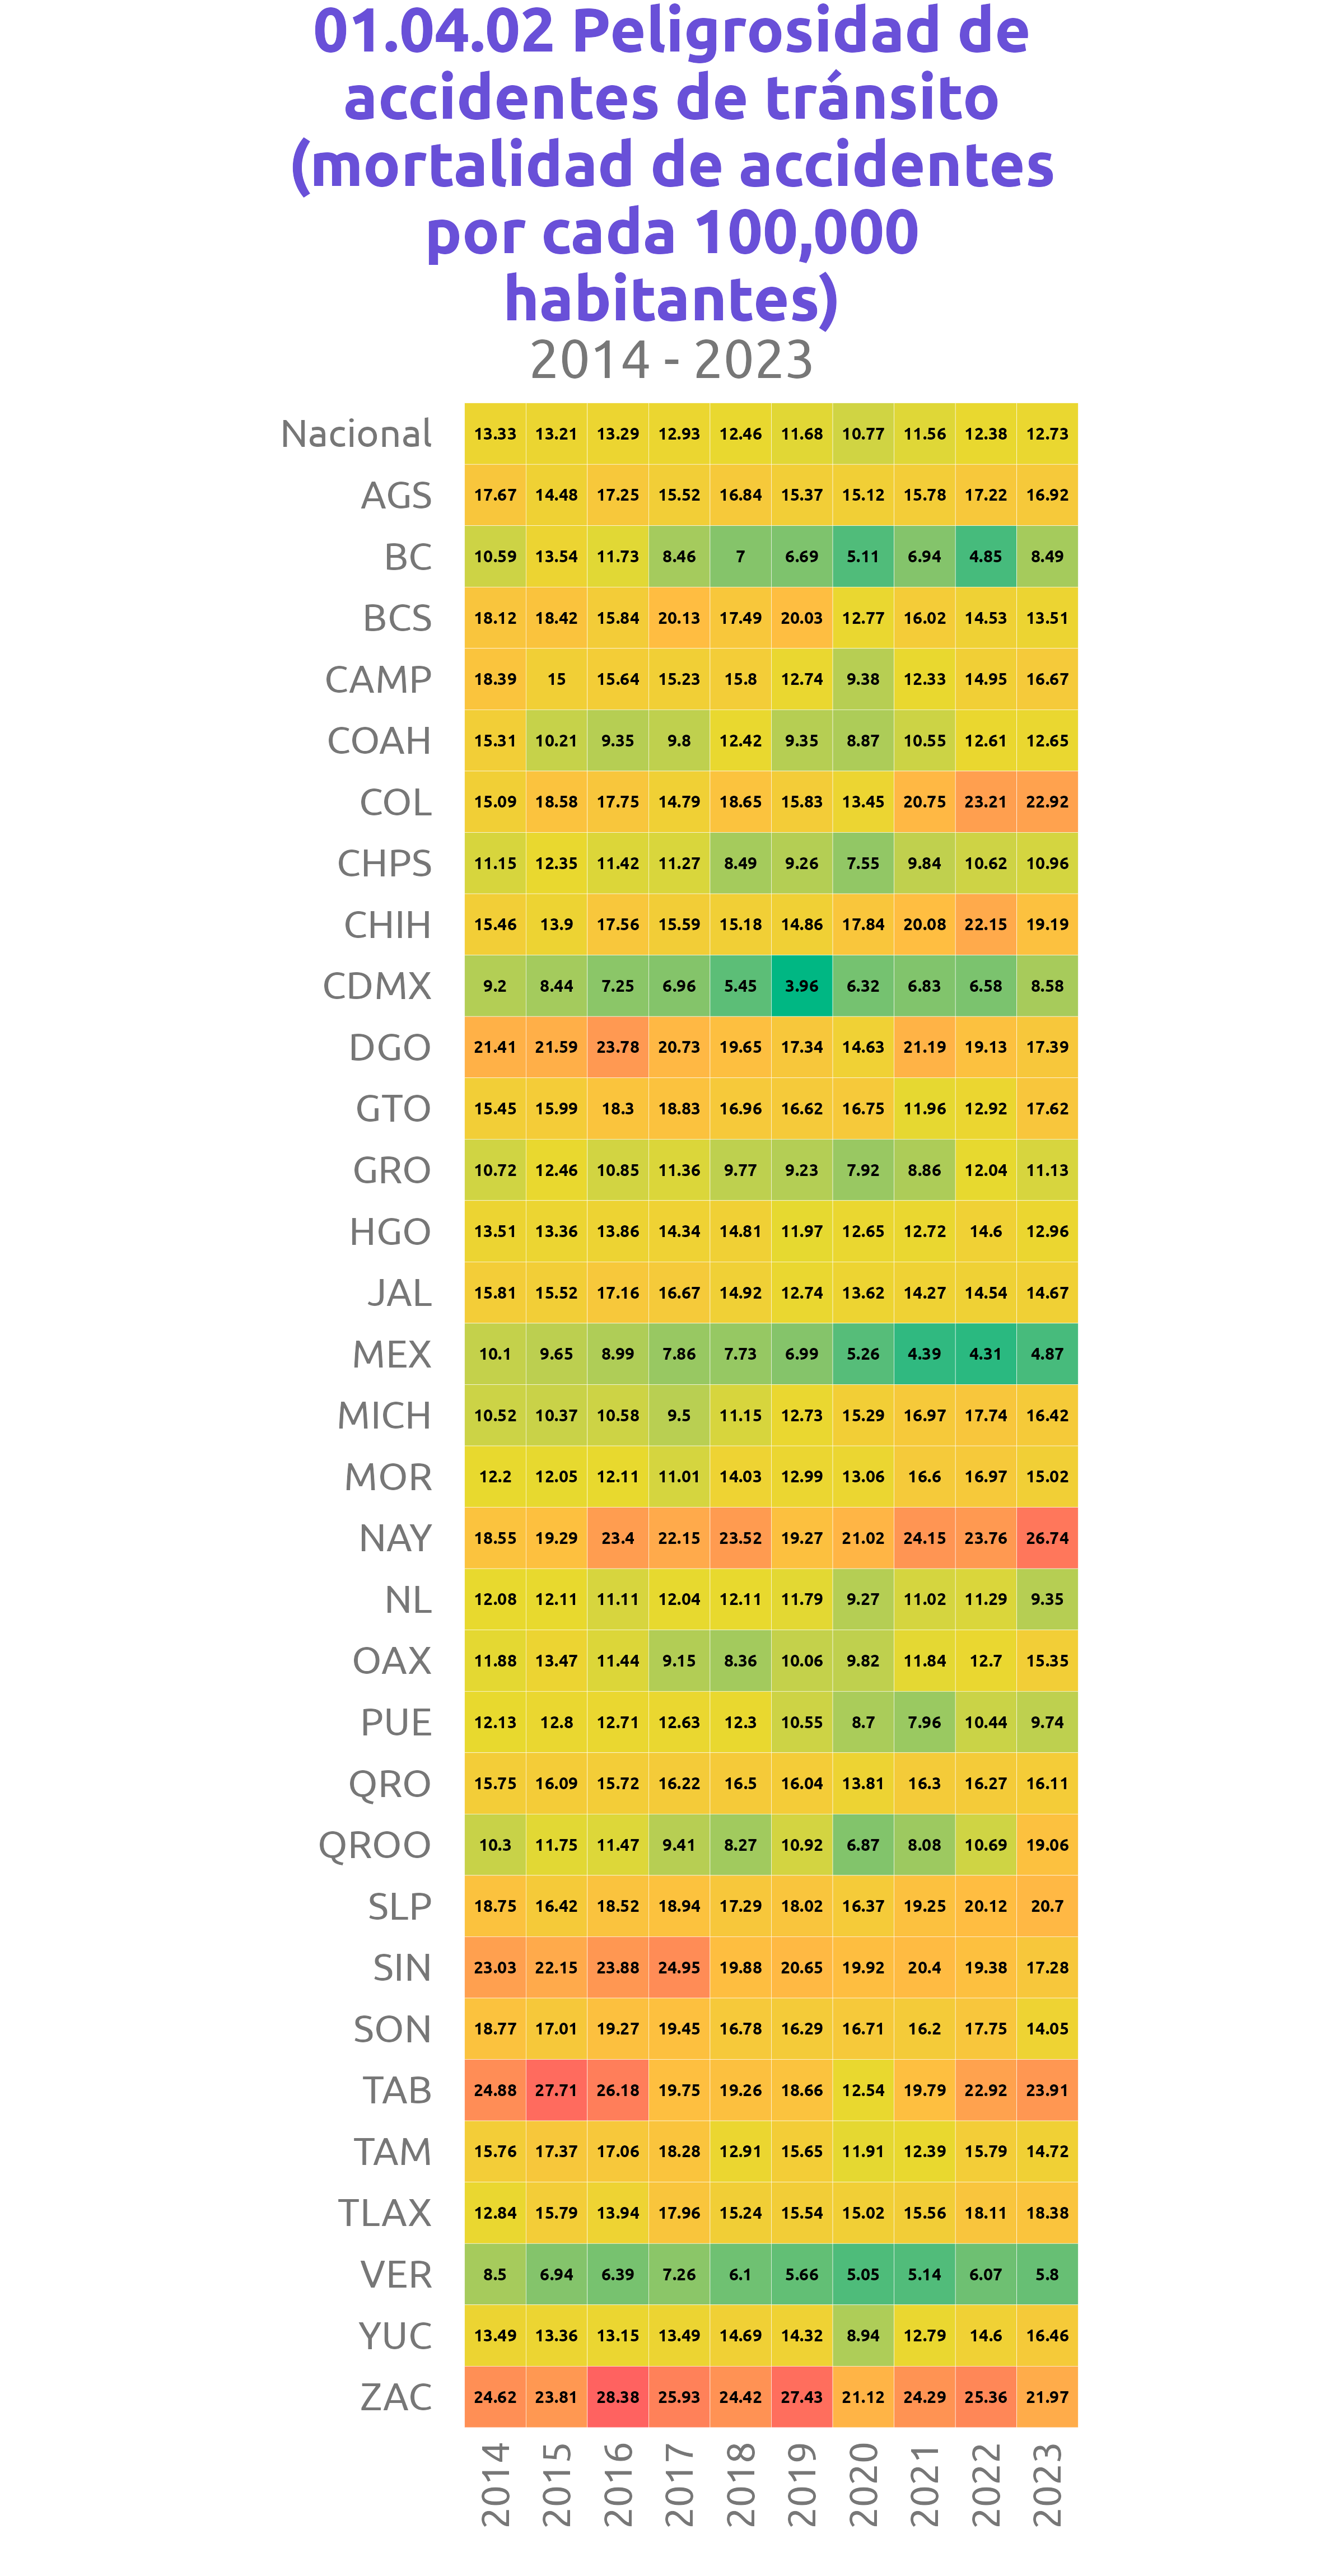 01.04.02 Peligrosidad de
accidentes de tránsito
(mortalidad de accidentes
por cada 100,000
habitantes)
2014 - 2023
Nacional 13.33 13.21 13.29 12.93 12.46 11.68 10.77 11.56 12.38 12.73
AGS 17.67 14.48 17.25 15.52 16.84 15.37 15.12 15.78 17.22 16.92
BC 10.59 13.54 11.73 8.46 7 6.69 5.11 6.94 4.85 8.49
BCS 18.12 18.42 15.84 20.13 17.49 20.03 12.77 16.02 14.53 13.51
CAMP 18.39 15 15.64 15.23 15.8 12.74 9.38 12.33 14.95 16.67
COAH 15.31 10.21 9.35 9.8 12.42 9.35 8.87 10.55 12.61 12.65
COL 15.09 18.58 17.75 14.79 18.65 15.83 13.45 20.75 23.21 22.92
CHPS 11.15 12.35 11.42 11.27 8.49 9.26 7.55 9.84 10.62 10.96
CHIH 15.46 13.9 17.56 15.59 15.18 14.86 17.84 20.08 22.15 19.19
CDMX 9.2 8.44 7.25 6.96 5.45 3.96 6.32 6.83 6.58 8.58
DGO 21.41 21.59 23.78 20.73 19.65 17.34 14.63 21.19 19.13 17.39
GTO 15.45 15.99 18.3 18.83 16.96 16.62 16.75 11.96 12.92 17.62
GRO 10.72 12.46 10.85 11.36 9.77 9.23 7.92 8.86 12.04 11.13
HGO 13.51 13.36 13.86 14.34 14.81 11.97 12.65 12.72 14.6 12.96
JAL 15.81 15.52 17.16 16.67 14.92 12.74 13.62 14.27 14.54 14.67
MEX 10.1 9.65 8.99 7.86 7.73 6.99 5.26 4.39 4.31 4.87
MICH 10.52 10.37 10.58 9.5 11.15 12.73 15.29 16.97 17.74 16.42
MOR 12.2 12.05 12.11 11.01 14.03 12.99 13.06 16.6 16.97 15.02
NAY 18.55 19.29 23.4 22.15 23.52 19.27 21.02 24.15 23.76 26.74
NL 12.08 12.11 11.11 12.04 12.11 11.79 9.27 11.02 11.29 9.35
OAX 11.88 13.47 11.44 9.15 8.36 10.06 9.82 11.84 12.7 15.35
PUE 12.13 12.8 12.71 12.63 12.3 10.55 8.7 7.96 10.44 9.74
QRO 15.75 16.09 15.72 16.22 16.5 16.04 13.81 16.3 16.27 16.11
QROO 10.3 11.75 11.47 9.41 8.27 10.92 6.87 8.08 10.69 19.06
SLP 18.75 16.42 18.52 18.94 17.29 18.02 16.37 19.25 20.12 20.7
SIN 23.03 22.15 23.88 24.95 19.88 20.65 19.92 20.4 19.38 17.28
SON 18.77 17.01 19.27 19.45 16.78 16.29 16.71 16.2 17.75 14.05
TAB 24.88 27.71 26.18 19.75 19.26 18.66 12.54 19.79 22.92 23.91
TAM 15.76 17.37 17.06 18.28 12.91 15.65 11.91 12.39 15.79 14.72
TLAX 12.84 15.79 13.94 17.96 15.24 15.54 15.02 15.56 18.11 18.38
VER 8.5 6.94 6.39 7.26 6.1 5.66 5.05 5.14 6.07 5.8
YUC 13.49 13.36 13.15 13.49 14.69 14.32 8.94 12.79 14.6 16.46
ZAC 24.62 23.81 28.38 25.93 24.42 27.43 21.12 24.29 25.36 21.97
2014 2015 2016 2017 2018 2019 2020 2021 2022 2023